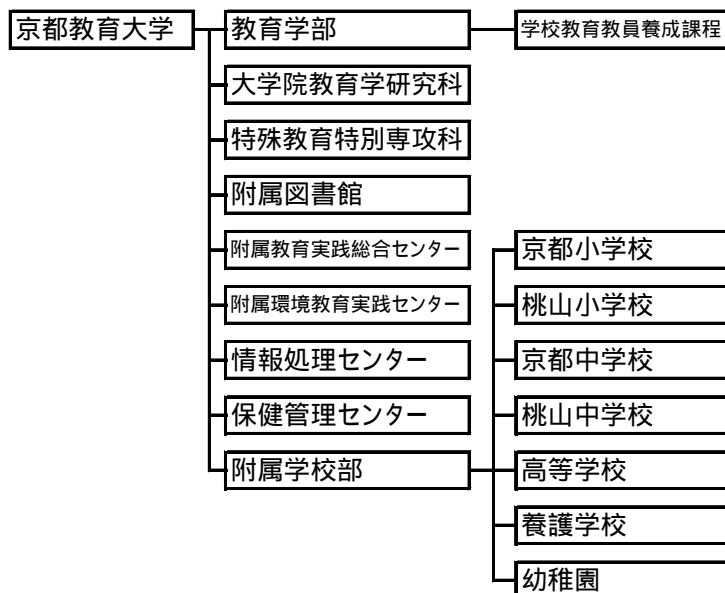 京都教育大学
教育学部
学校教育教員養成課程
大学院教育学研究科
特殊教育特別専攻科
附属図書館
附属教育実践総合センター
附属環境教育実践センター
情報処理センター
保健管理センター
附属学校部
京都小学校
桃山小学校
京都中学校
桃山中学校
高等学校
養護学校
幼稚園